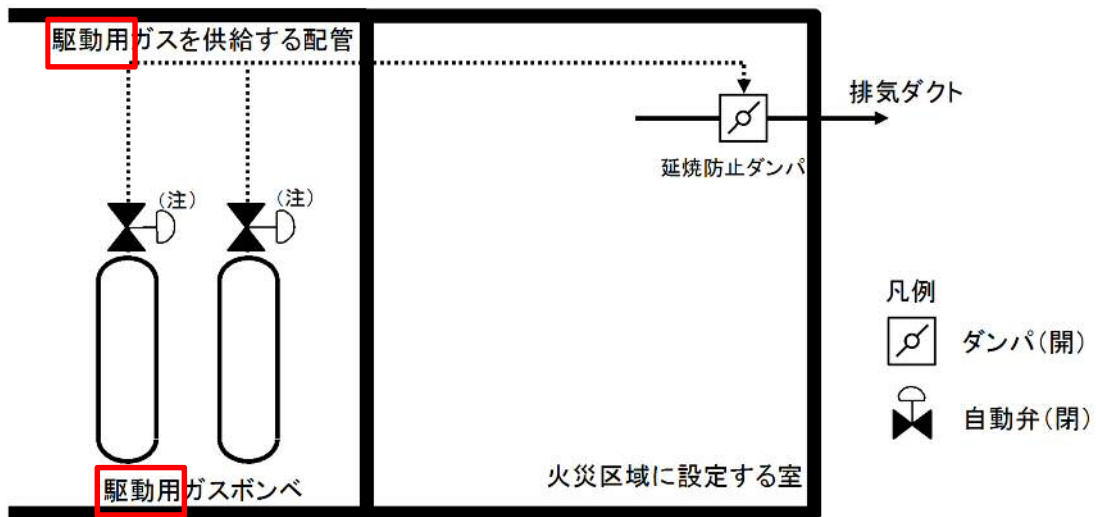 駆動用ガスを供給する配管
排気ダクト
延焼防止ダンパ
(注)
(注)
凡例
ダンパ(開)
自動弁(閉)
火災区域に設定する室
駆動用ガスボンベ